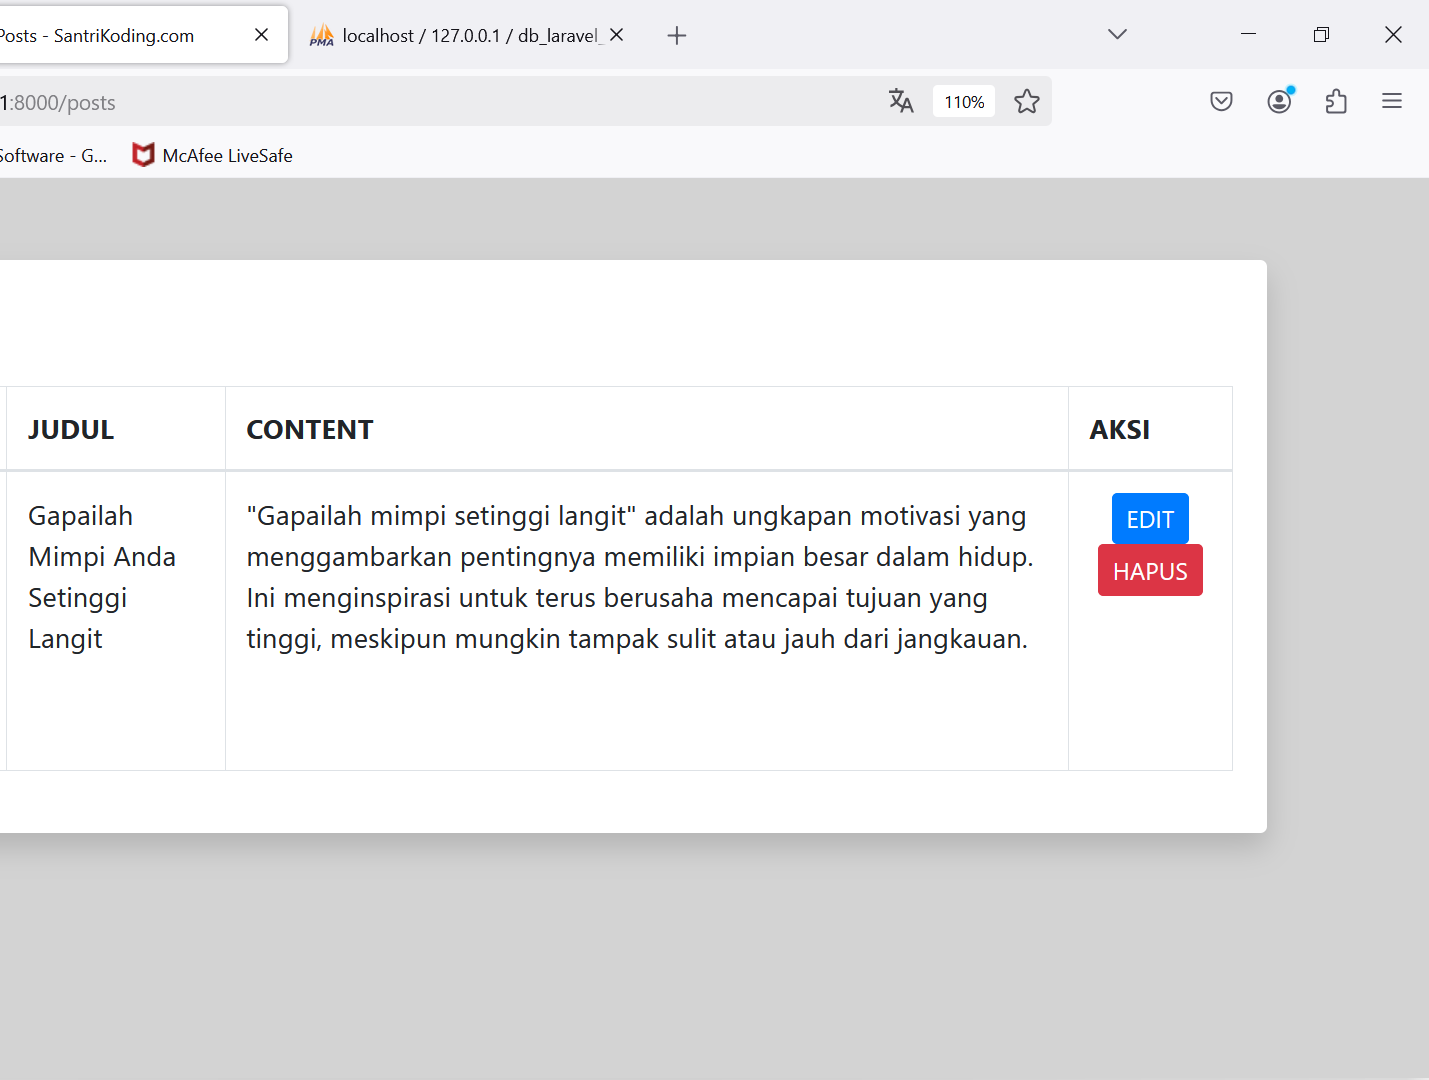 Posts - SantriKoding.com
PMA localhost / 127.0.0.1 / db_laravel_
1:8000/posts
110%
Software - G...
McAfee LiveSafe
JUDUL
CONTENT
AKSI
Gapailah
Mimpi Anda
Setinggi
Langit
"Gapailah mimpi setinggi langit" adalah ungkapan motivasi yang
menggambarkan pentingnya memiliki impian besar dalam hidup.
Ini menginspirasi untuk terus berusaha mencapai tujuan yang
tinggi, meskipun mungkin tampak sulit atau jauh dari jangkauan.
EDIT
HAPUS